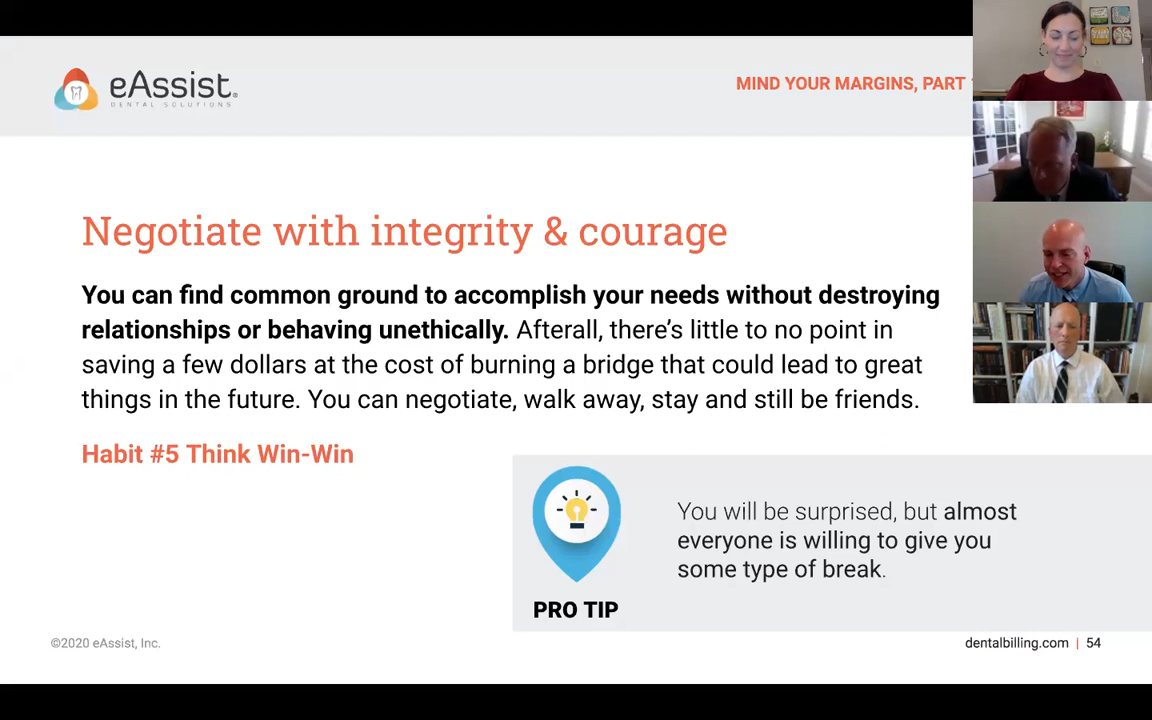 eAssist®
DENTAL SOLUTIONS
MIND YOUR MARGINS, PART
Negotiate with integrity & courage
You can find common ground to accomplish your needs without destroying
relationships or behaving unethically. Afterall, there’s little to no point in
saving a few dollars at the cost of burning a bridge that could lead to great
things in the future. You can negotiate, walk away, stay and still be friends.
Habit #5 Think Win-Win
You will be surprised, but almost
everyone is willing to give you
some type of break.
PRO TIP
©2020 eAssist, Inc.
dentalbilling.com | 54